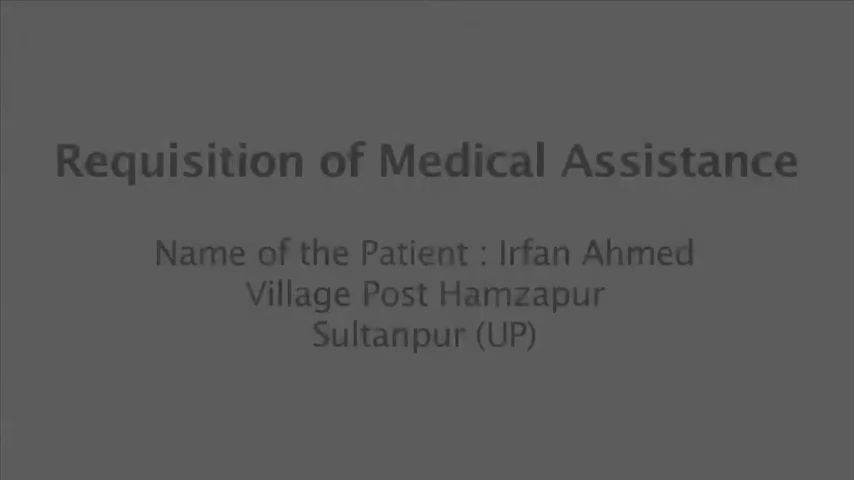 Requisition of Medical Assistance
Name of the Patient : Irfan Ahmed
Village Post Hamzapur
Sultanpur (UP)